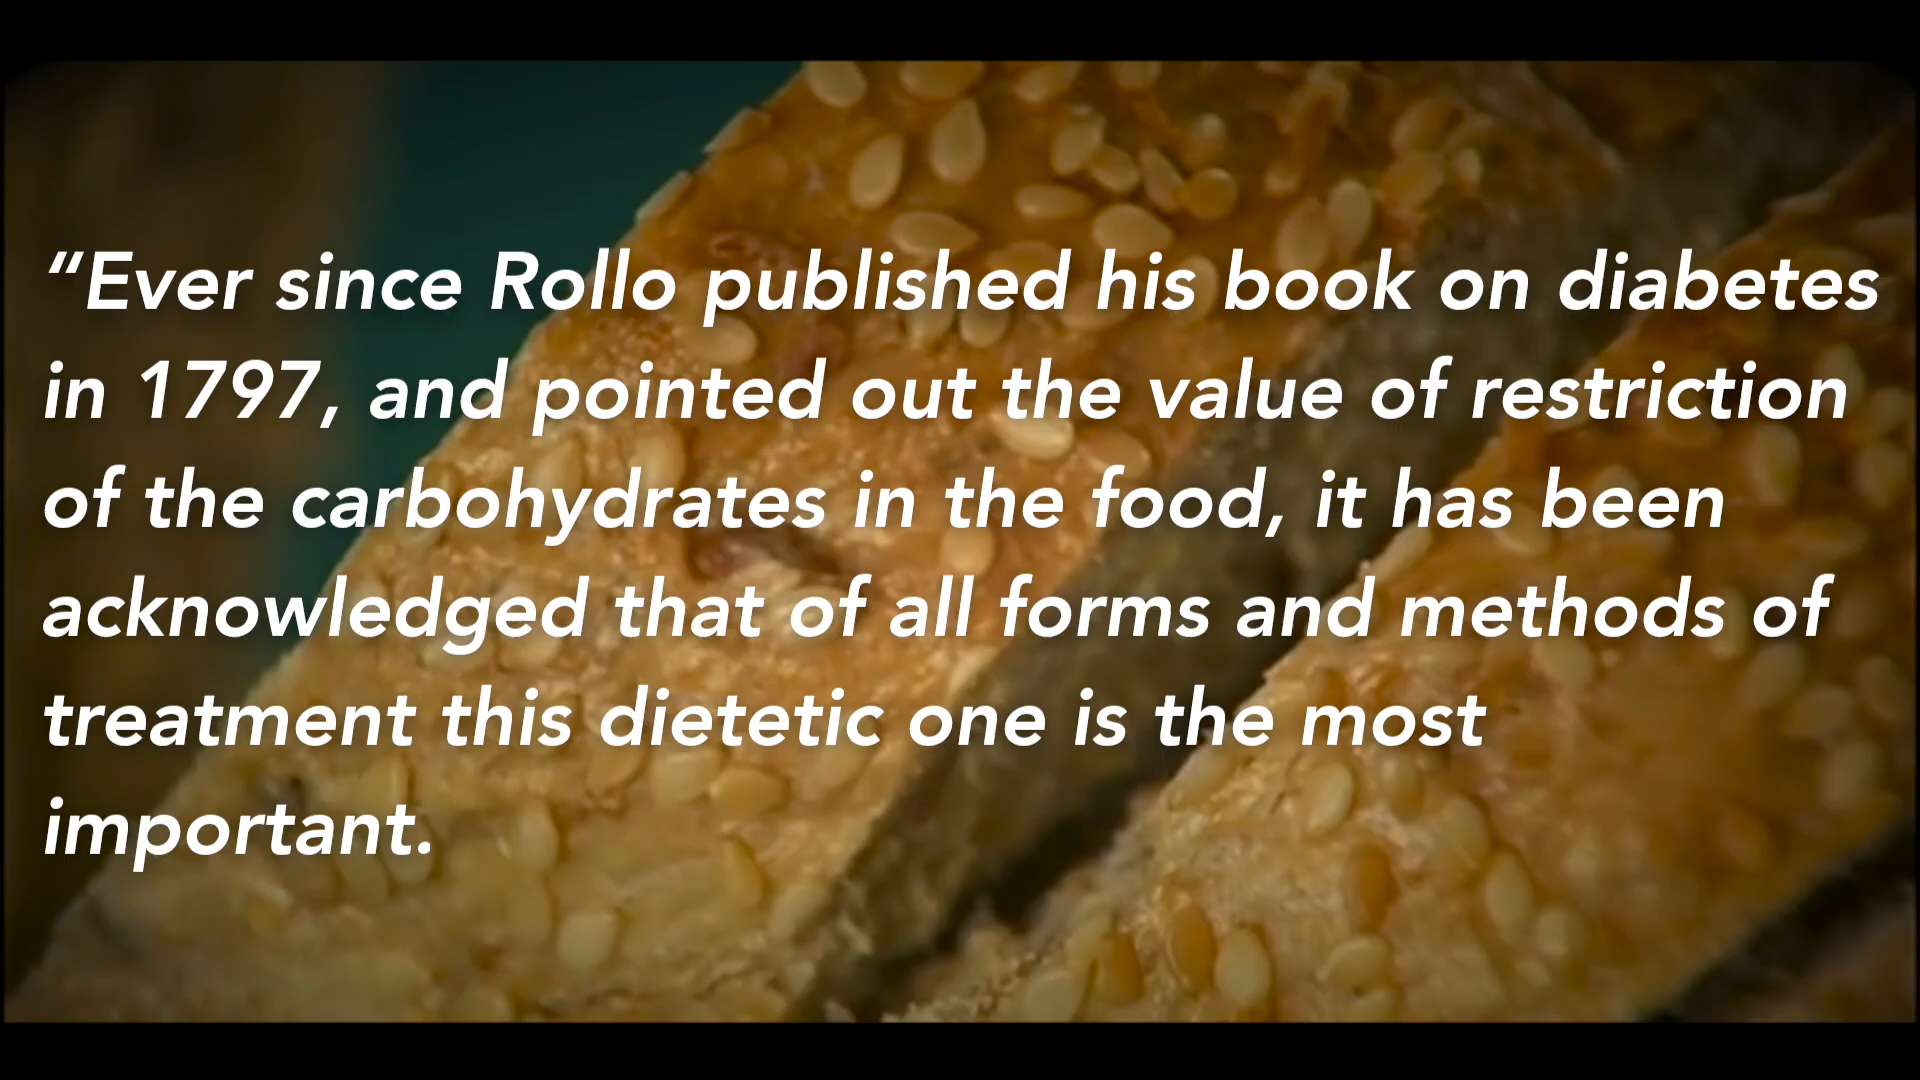 “Ever since Rollo published his book on diabetes
in 1797, and pointed out the value of restriction
of the carbohydrates in the food, it has been
acknowledged that of all forms and methods of
treatment this dietetic one is the most
important.